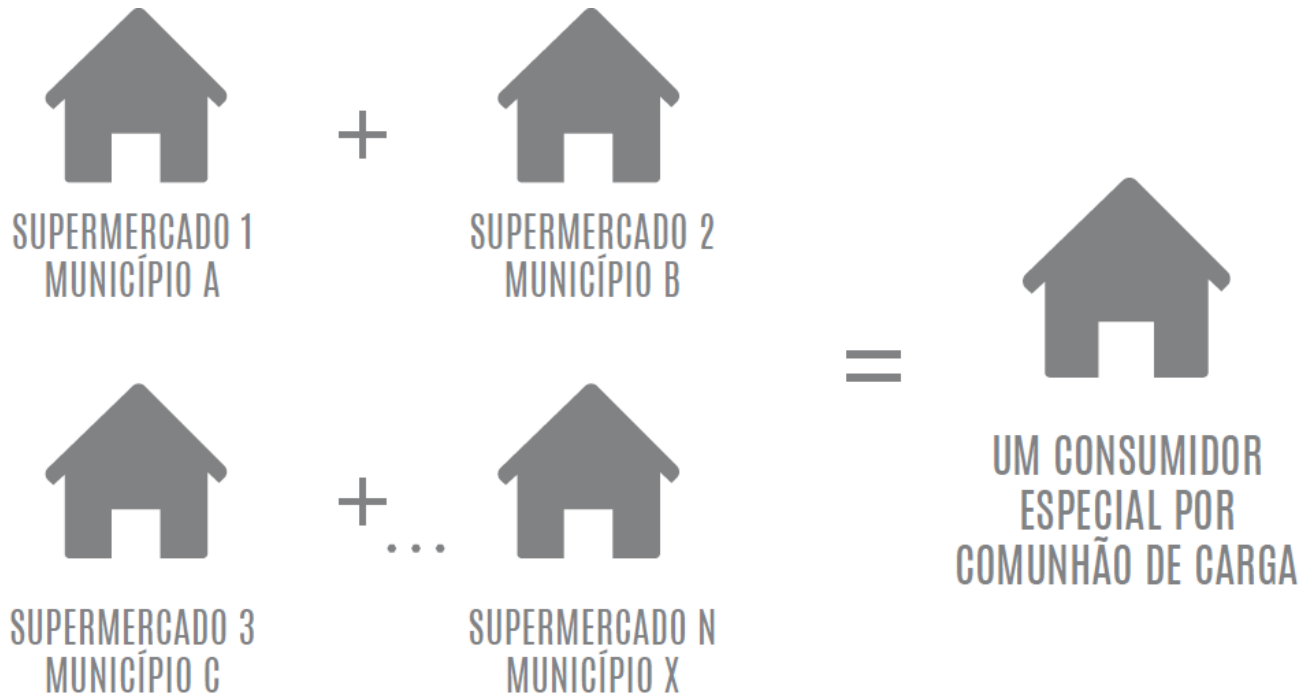 +
SUPERMERCADO 1
MUNICÍPIO A
SUPERMERCADO 2
MUNICÍPIO B
+
...
SUPERMERCADO 3
MUNICÍPIO C
SUPERMERCADO N
MUNICÍPIO X
=
UM CONSUMIDOR
ESPECIAL POR
COMUNHÃO DE CARGA